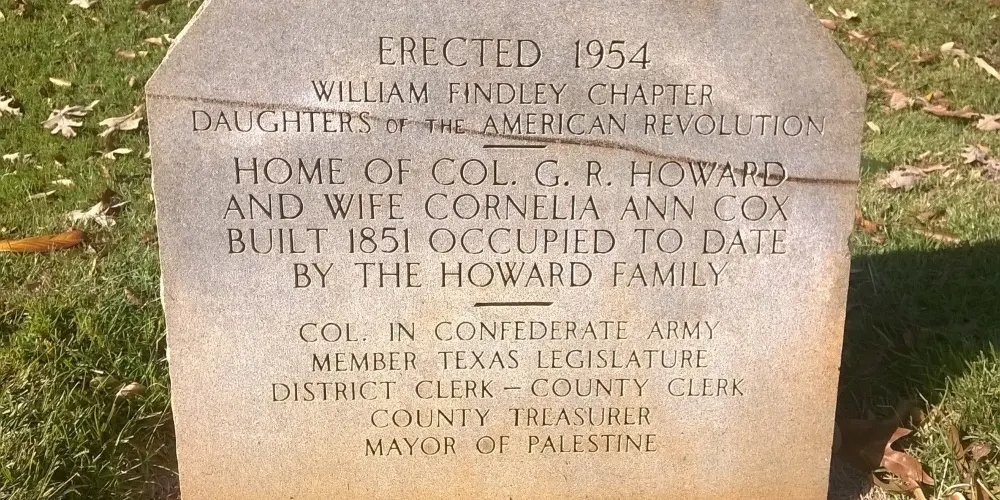 ERECTED 1954
WILLIAM FINDLEY CHAPTER
DAUGHTERS OF THE AMERICAN REVOLUTION
HOME OF COL. G. R. HOWARD
AND WIFE CORNELIA ANN COX
BUILT 1851 OCCUPIED TO DATE
BY THE HOWARD FAMILY
COL. IN CONFEDERATE ARMY
MEMBER TEXAS LEGISLATURE
DISTRICT CLERK – COUNTY CLERK
COUNTY TREASURER
MAYOR OF PALESTINE